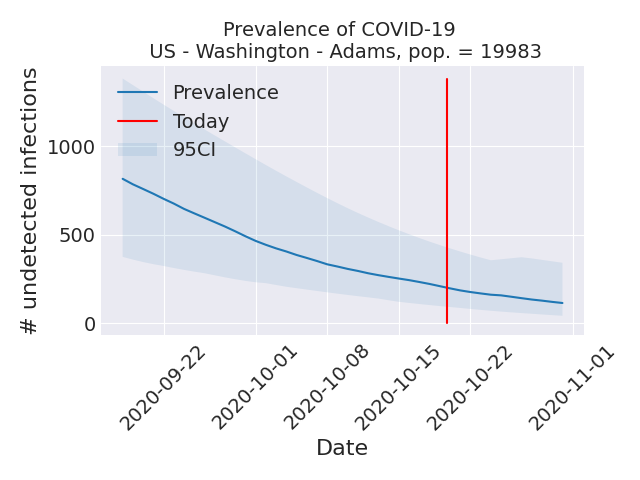 Prevalence of COVID-19
US - Washington - Adams, pop. = 19983
# undetected infections
1000
500
0
Prevalence
Today
95CI
2020-09-22
2020-10-01
2020-10-08
2020-10-15
2020-10-22
2020-11-01
Date